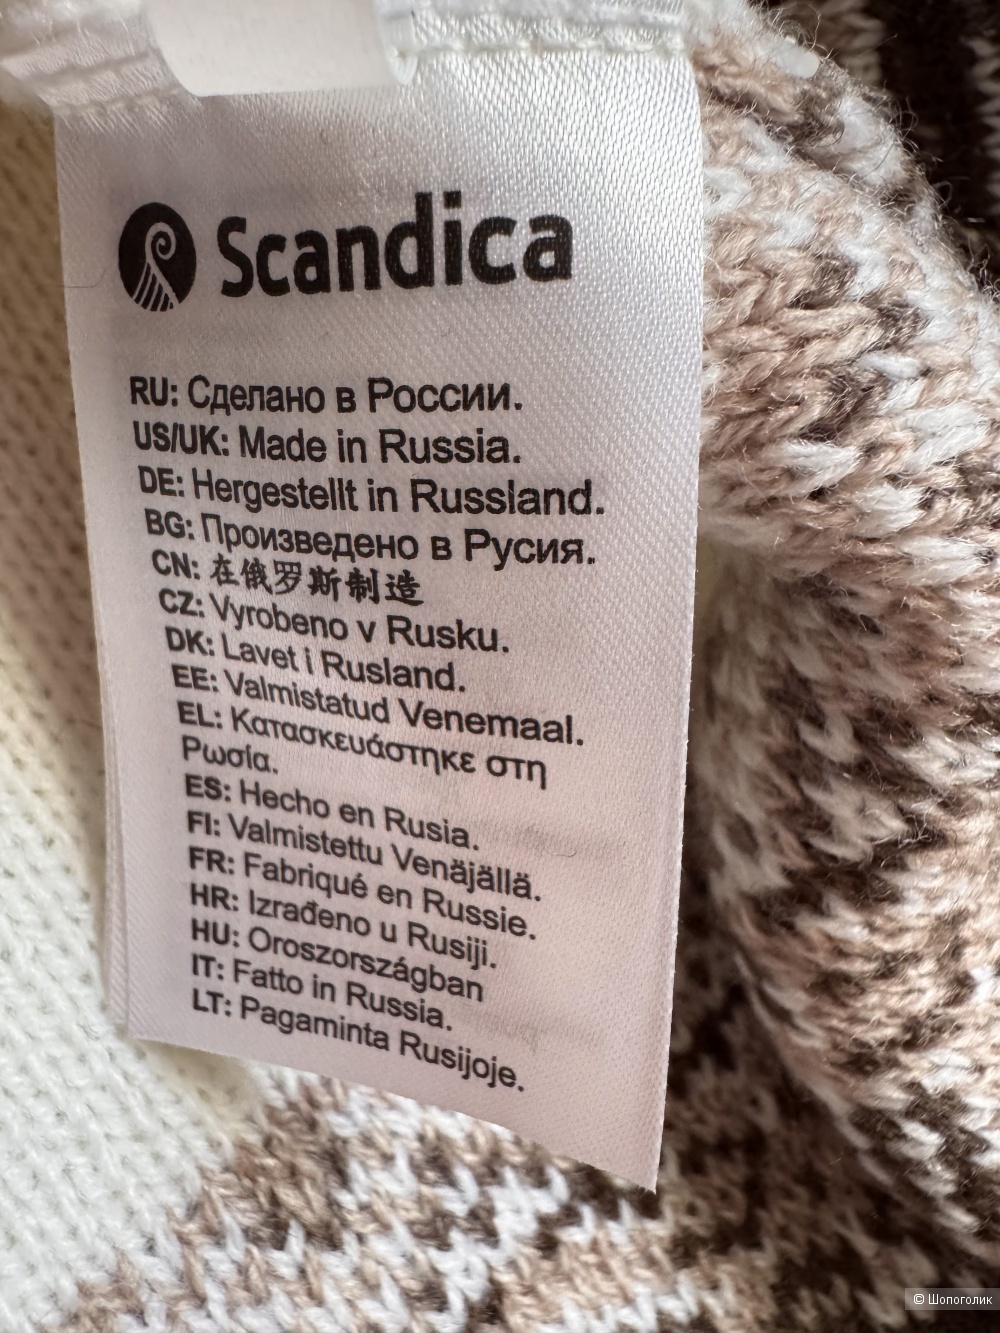 Scandica
RU: Сделано в России.
US/UK: Made in Russia.
DE: Hergestellt in Russland.
BG: Произведено в Русия.
CN: 在俄罗斯制造
CZ: Vyrobeno v Rusku.
DK: Lavet i Rusland.
EE: Valmistatud Venemaal.
EL: Κατασκευάστηκε στη
Ρωσία.
ES: Hecho en Rusia.
FI: Valmistettu Venäjällä.
FR: Fabriqué en Russie.
HR: Izrađeno u Rusiji.
HU: Oroszországban
IT: Fatto in Russia.
LT: Pagaminta Rusijoje.
© Шопоголик